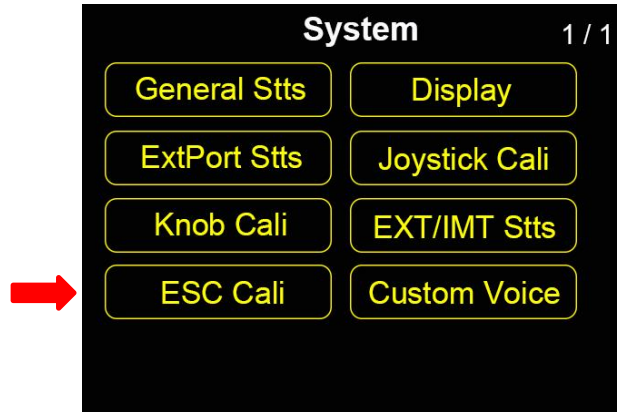 System
1 / 1
General Stts
Display
ExtPort Stts
Joystick Cali
Knob Cali
EXT/IMT Stts
ESC Cali
Custom Voice